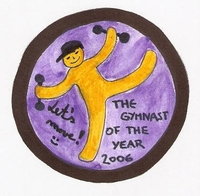 Let's
move!
THE
GYMNAST
OF THE
YEAR
2006